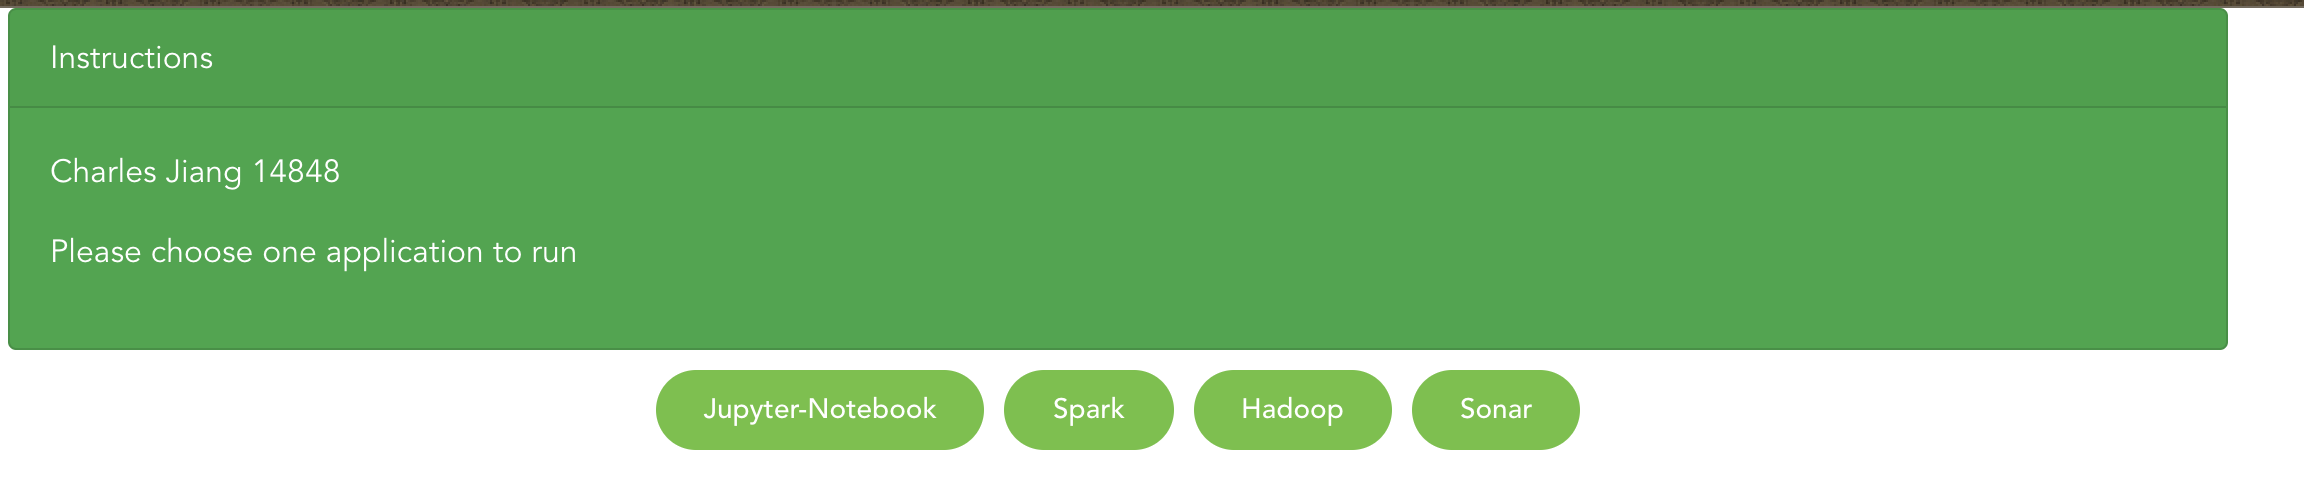 Instructions
Charles Jiang 14848
Please choose one application to run
Jupyter-Notebook Spark Hadoop Sonar